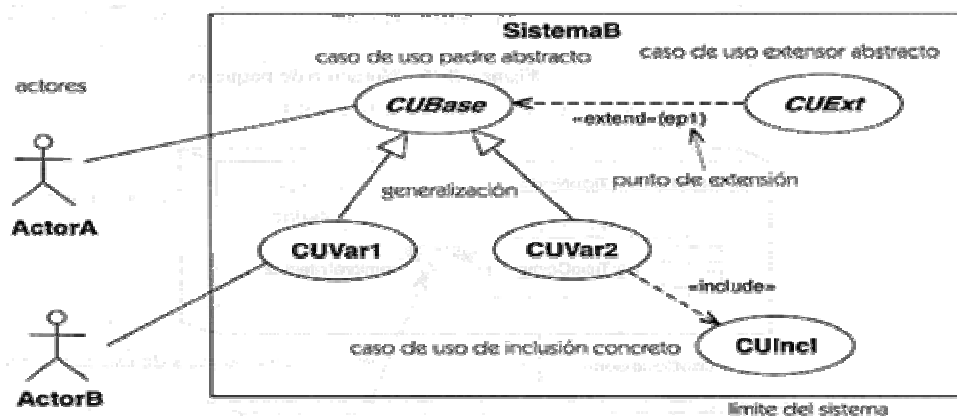 SistemaB
caso de uso padre abstracto
caso de uso extensor abstracto
actores
CUBase
CUExt
«extend»(ep1)
punto de extensión
generalización
ActorA
CUVar1
CUVar2
«include»
caso de uso de inclusión concreto
CUIncl
ActorB
límite del sistema